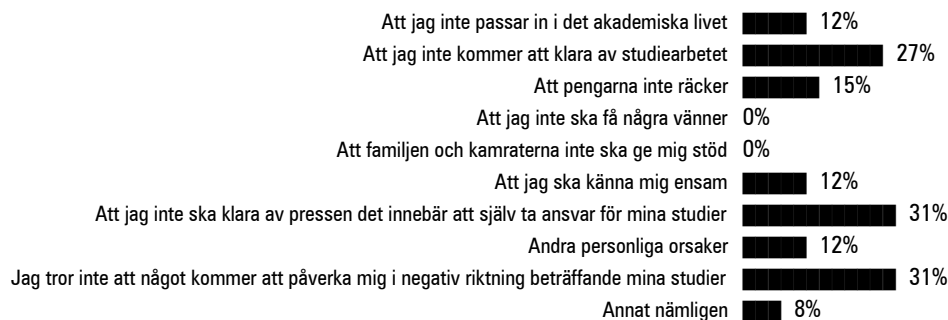 Att jag inte passar in i det akademiska livet 12%
Att jag inte kommer att klara av studiearbetet 27%
Att pengarna inte räcker 15%
Att jag inte ska få några vänner 0%
Att familjen och kamraterna inte ska ge mig stöd 0%
Att jag ska känna mig ensam 12%
Att jag inte ska klara av pressen det innebär att själv ta ansvar för mina studier 31%
Andra personliga orsaker 12%
Jag tror inte att något kommer att påverka mig i negativ riktning beträffande mina studier 31%
Annat nämligen 8%